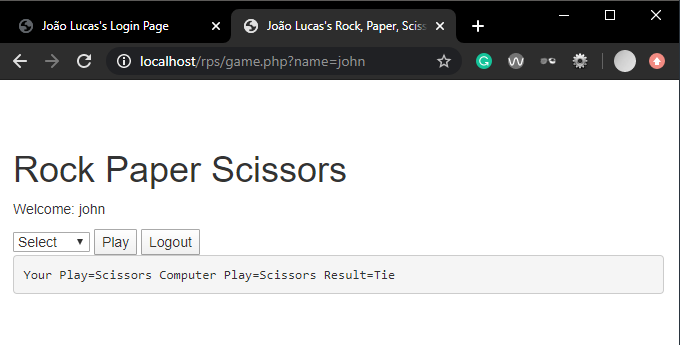 João Lucas's Login Page
João Lucas's Rock, Paper, Sciss
localhost/rps/game.php?name=john
Rock Paper Scissors
Welcome: john
Select Play Logout
Your Play=Scissors Computer Play=Scissors Result=Tie